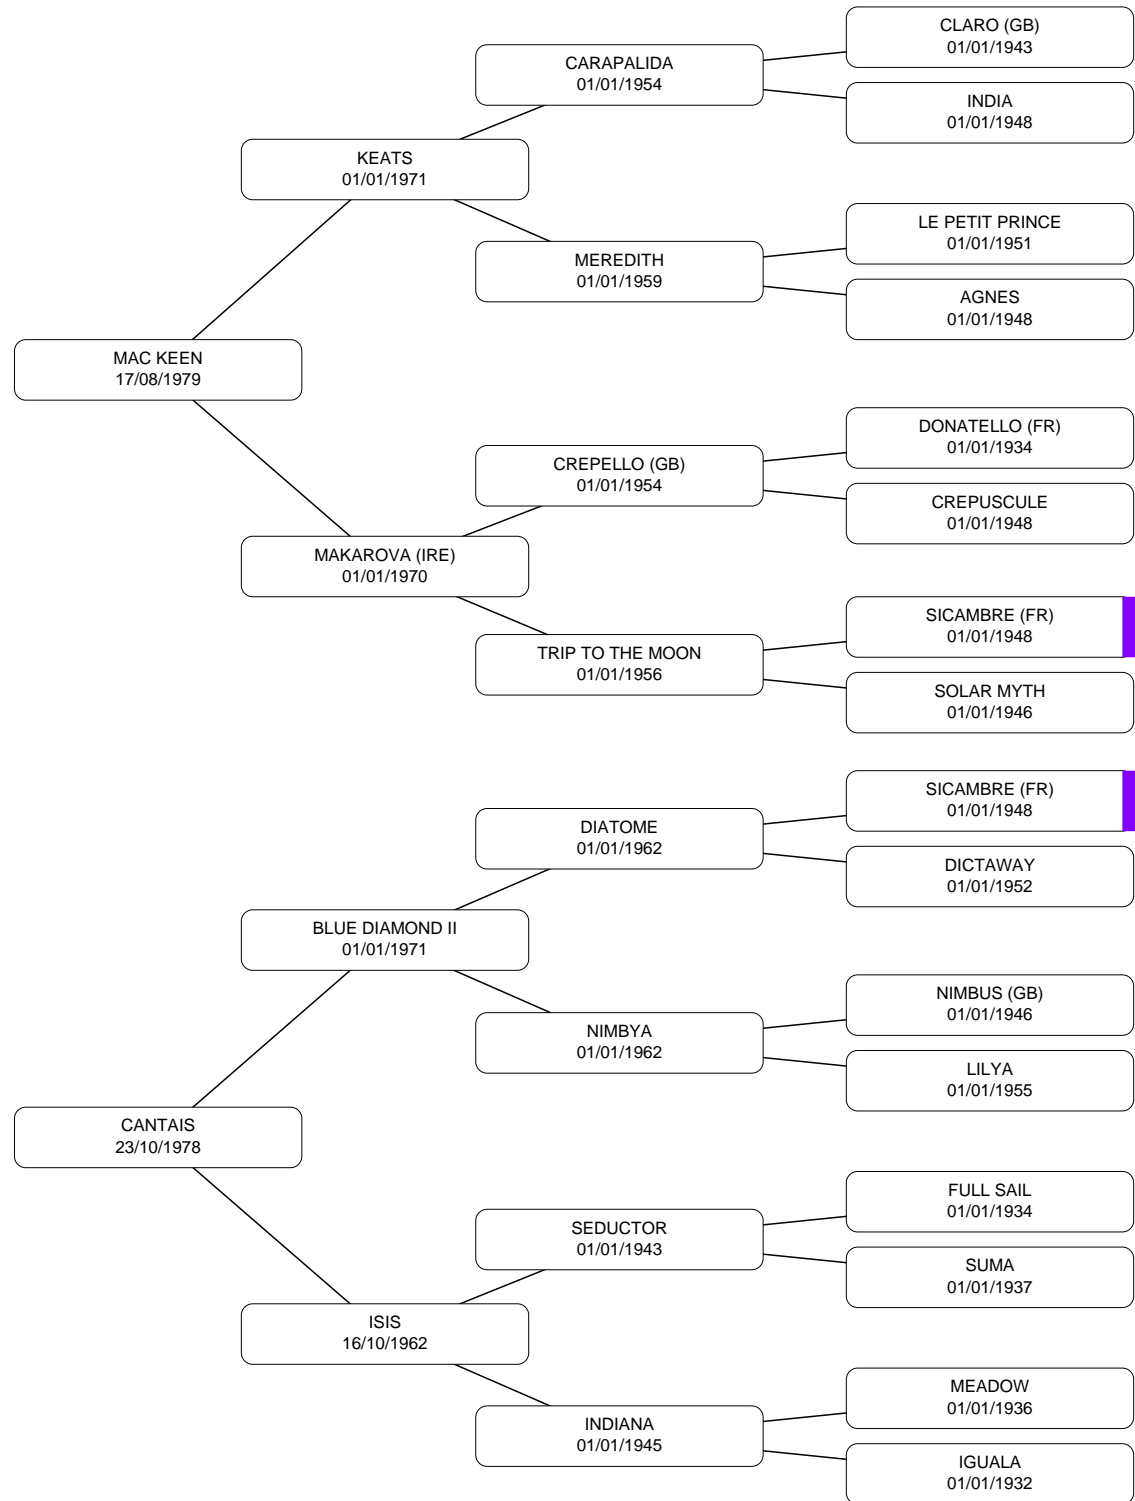 CLARO (GB)
01/01/1943
CARAPALIDA
01/01/1954
INDIA
01/01/1948
KEATS
01/01/1971
LE PETIT PRINCE
01/01/1951
MEREDITH
01/01/1959
AGNES
01/01/1948
MAC KEEN
17/08/1979
DONATELLO (FR)
01/01/1934
CREPELLO (GB)
01/01/1954
CREPUSCULE
01/01/1948
MAKAROVA (IRE)
01/01/1970
SICAMBRE (FR)
01/01/1948
TRIP TO THE MOON
01/01/1956
SOLAR MYTH
01/01/1946
SICAMBRE (FR)
01/01/1948
DIATOME
01/01/1962
DICTAWAY
01/01/1952
BLUE DIAMOND II
01/01/1971
NIMBUS (GB)
01/01/1946
NIMBYA
01/01/1962
LILYA
01/01/1955
CANTAIS
23/10/1978
FULL SAIL
01/01/1934
SEDUCTOR
01/01/1943
SUMA
01/01/1937
ISIS
16/10/1962
MEADOW
01/01/1936
INDIANA
01/01/1945
IGUALA
01/01/1932